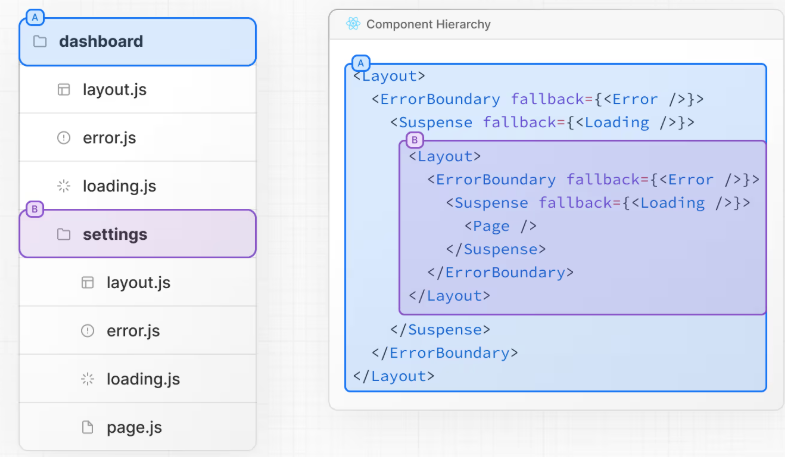 A
dashboard
layout.js
error.js
loading.js
B
settings
layout.js
error.js
loading.js
page.js
Component Hierarchy
A
<Layout>
<ErrorBoundary fallback={<Error />}>
<Suspense fallback={<Loading />}>
B
<Layout>
<ErrorBoundary fallback={<Error />}>
<Suspense fallback={<Loading />}>
<Page />
</Suspense>
</ErrorBoundary>
</Layout>
</Suspense>
</ErrorBoundary>
</Layout>